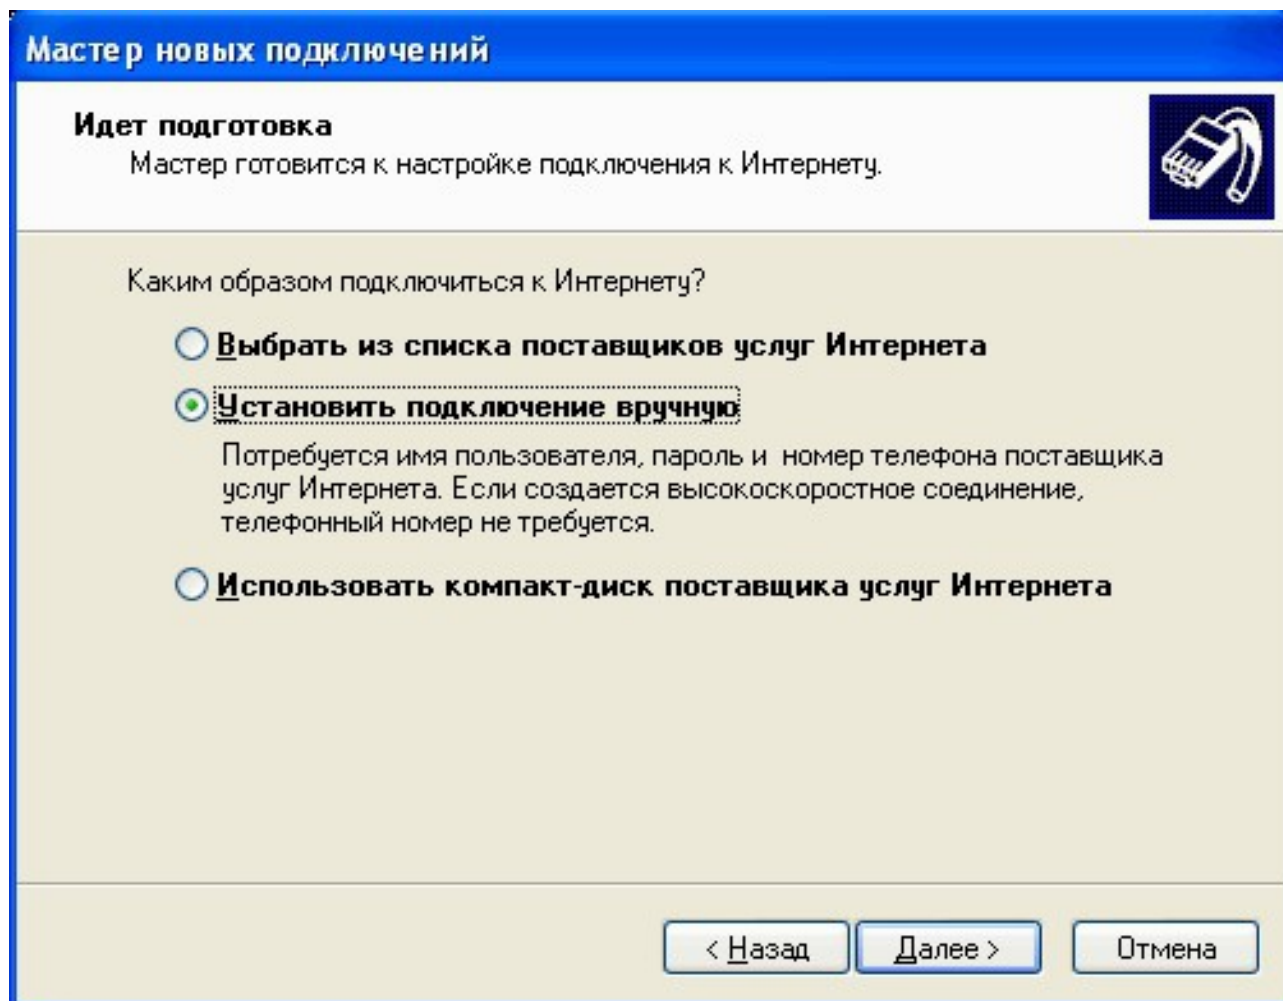 Мастер новых подключений
Идет подготовка
Мастер готовится к настройке подключения к Интернету.
Каким образом подключиться к Интернету?
Выбрать из списка поставщиков услуг Интернета
Установить подключение вручную
Потребуется имя пользователя, пароль и номер телефона поставщика
услуг Интернета. Если создается высокоскоростное соединение,
телефонный номер не требуется.
Использовать компакт-диск поставщика услуг Интернета
< Назад Далее > Отмена